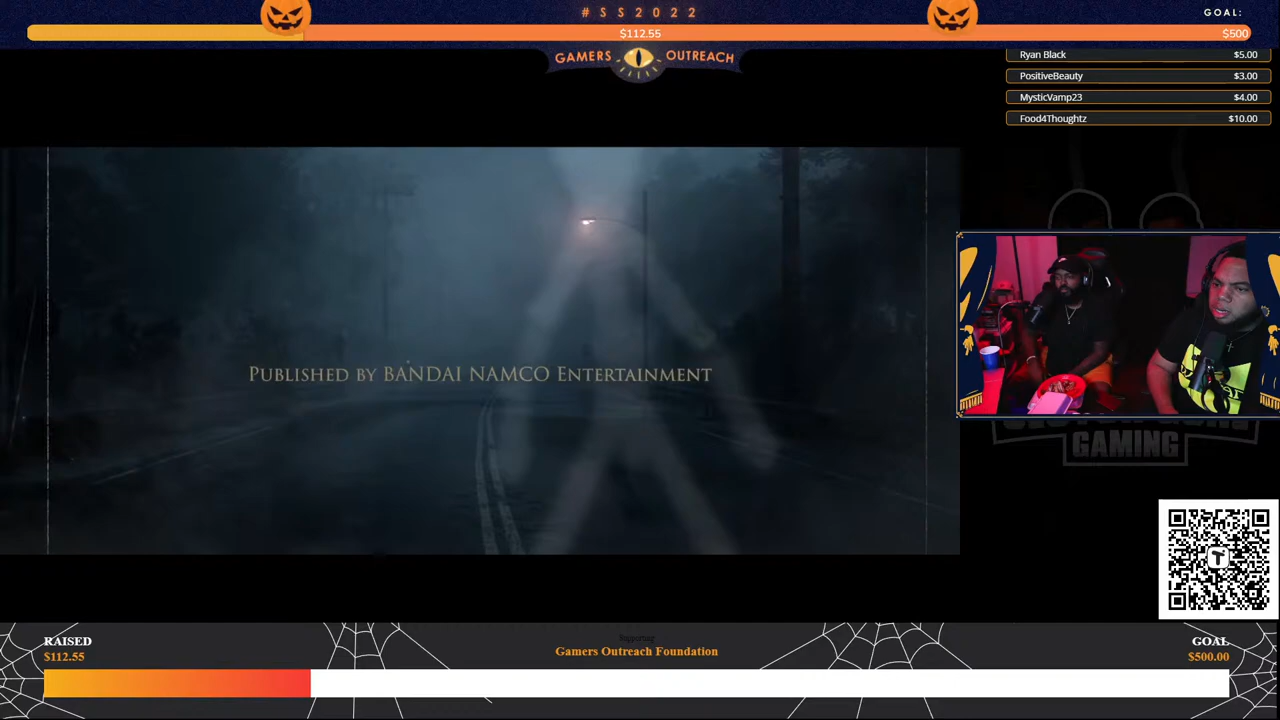 #SS2022
GOAL:
$112.55
$500
GAMERS OUTREACH
Ryan Black $5.00
PositiveBeauty $3.00
MysticVamp23 $4.00
Food4Thoughtz $10.00
PUBLISHED BY BANDAI NAMCO ENTERTAINMENT
GAMING
RAISED
$112.55
Supporting
Gamers Outreach Foundation
GOAL
$500.00